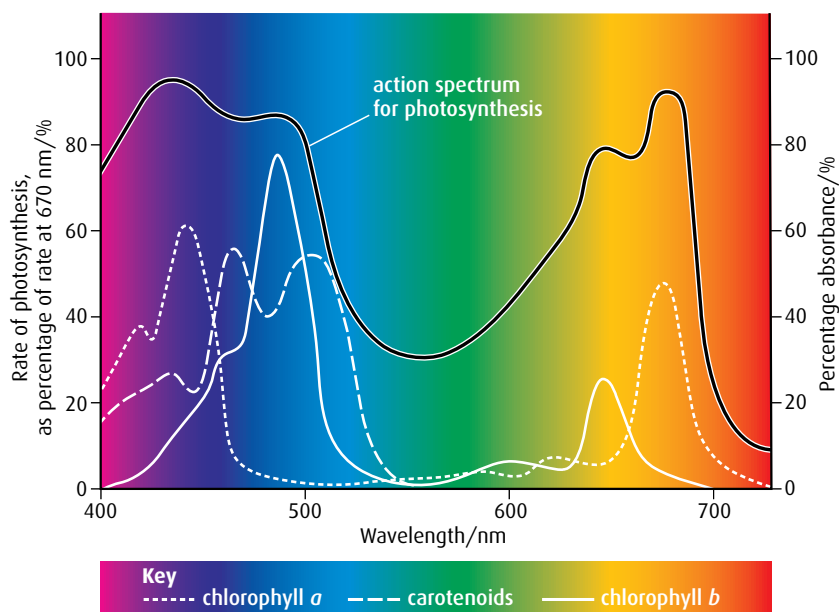 100
80
60
40
20
0
Rate of photosynthesis,
as percentage of rate at 670 nm/%
action spectrum
for photosynthesis
100
80
60
40
20
0
Percentage absorbance/%
400
500
600
700
Wavelength/nm
Key
chlorophyll a
carotenoids
chlorophyll b